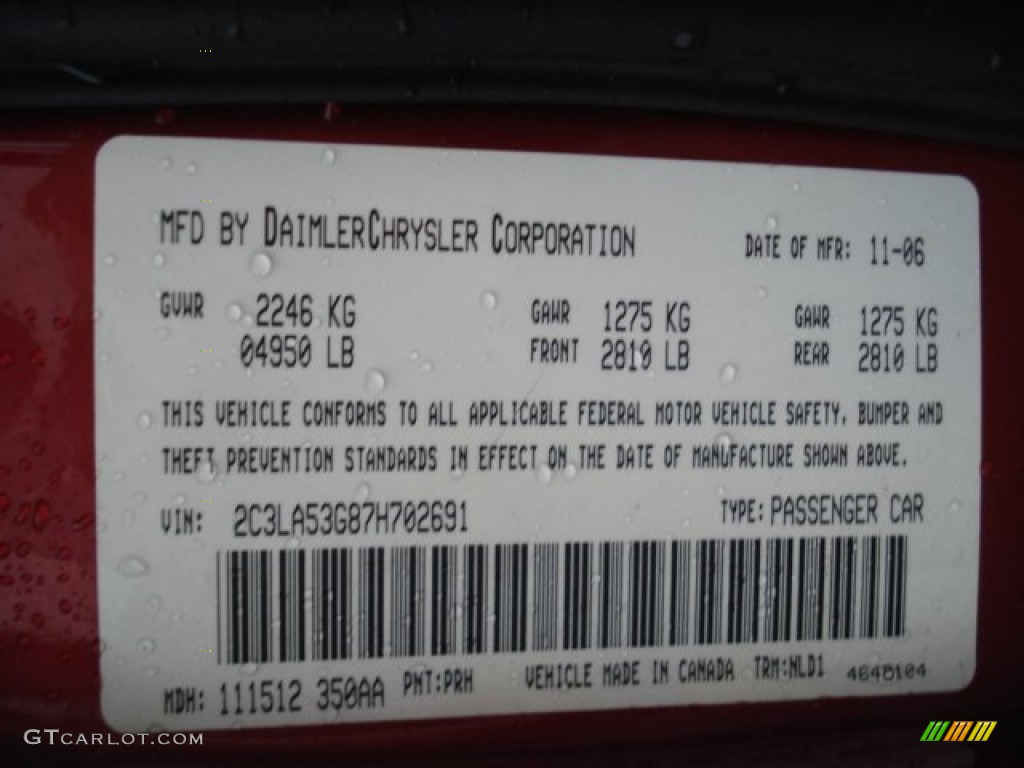 MFD BY DAIMLERCHRYSLER CORPORATION DATE OF MFR: 11-06
GVWR 2246 KG GAWR 1275 KG GAWR 1275 KG
04950 LB FRONT 2810 LB REAR 2810 LB
THIS VEHICLE CONFORMS TO ALL APPLICABLE FEDERAL MOTOR VEHICLE SAFETY, BUMPER AND
THEFT PREVENTION STANDARDS IN EFFECT ON THE DATE OF MANUFACTURE SHOWN ABOVE.
VIN: 2C3LA53G87H702691 TYPE: PASSENGER CAR
MDH: 111512 350AA PNT:PRH VEHICLE MADE IN CANADA TRM:NLD1
GTCARLOT.COM